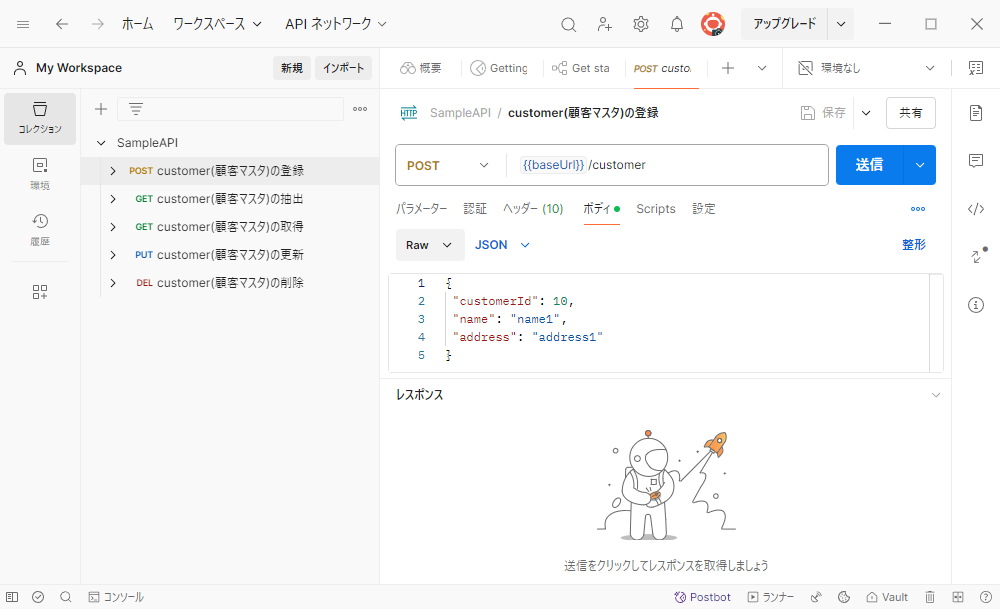 ホーム ワークスペース API ネットワーク アップグレード
My Workspace 新規 インポート 概要 Getting Get sta POST custo 環境なし
コレクション
環境
履歴
SampleAPI
POST customer(顧客マスタ)の登録
GET customer(顧客マスタ)の抽出
GET customer(顧客マスタ)の取得
PUT customer(顧客マスタ)の更新
DEL customer(顧客マスタ)の削除
HTTP SampleAPI / customer(顧客マスタ)の登録 保存 共有
POST {{baseUrl}} /customer 送信
パラメーター 認証 ヘッダー (10) ボディ Scripts 設定
Raw JSON 整形
1 {
2 "customerId": 10,
3 "name": "name1",
4 "address": "address1"
5 }
レスポンス
送信をクリックしてレスポンスを取得しましょう
コンソール Postbot ランナー Vault